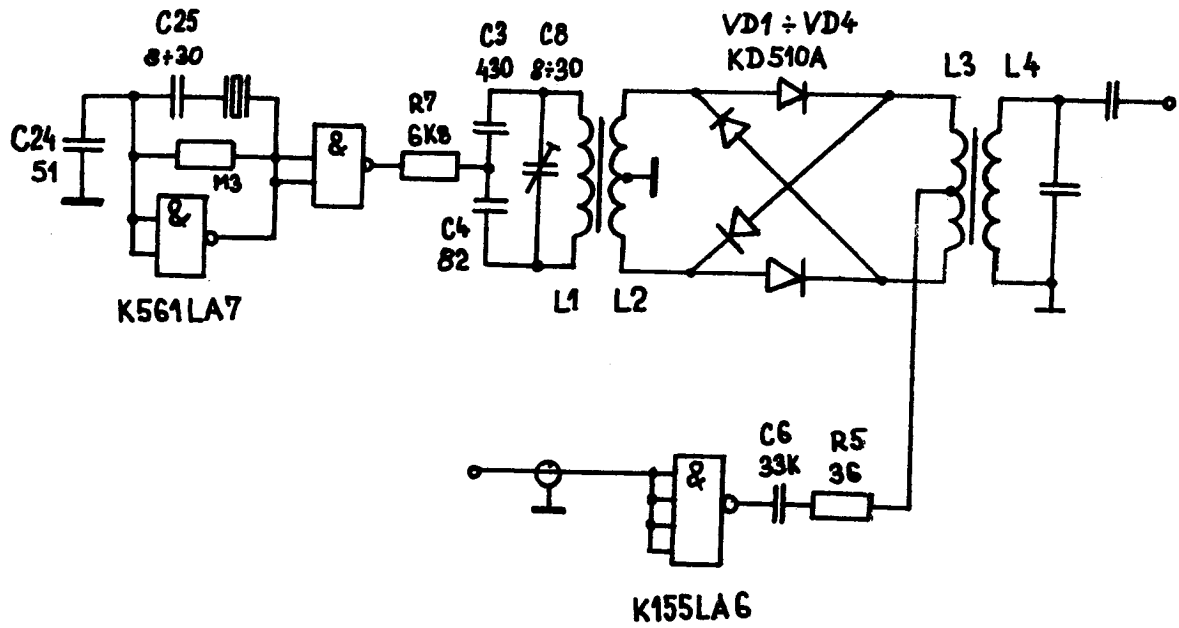 C25
8÷30
C24
51
M3
&
K561LA7
&
R7
6K8
C3
430
C8
8÷30
C4
82
L1
L2
VD1 ÷ VD4
KD510A
L3
L4
&
K155LA6
C6
33K
R5
36